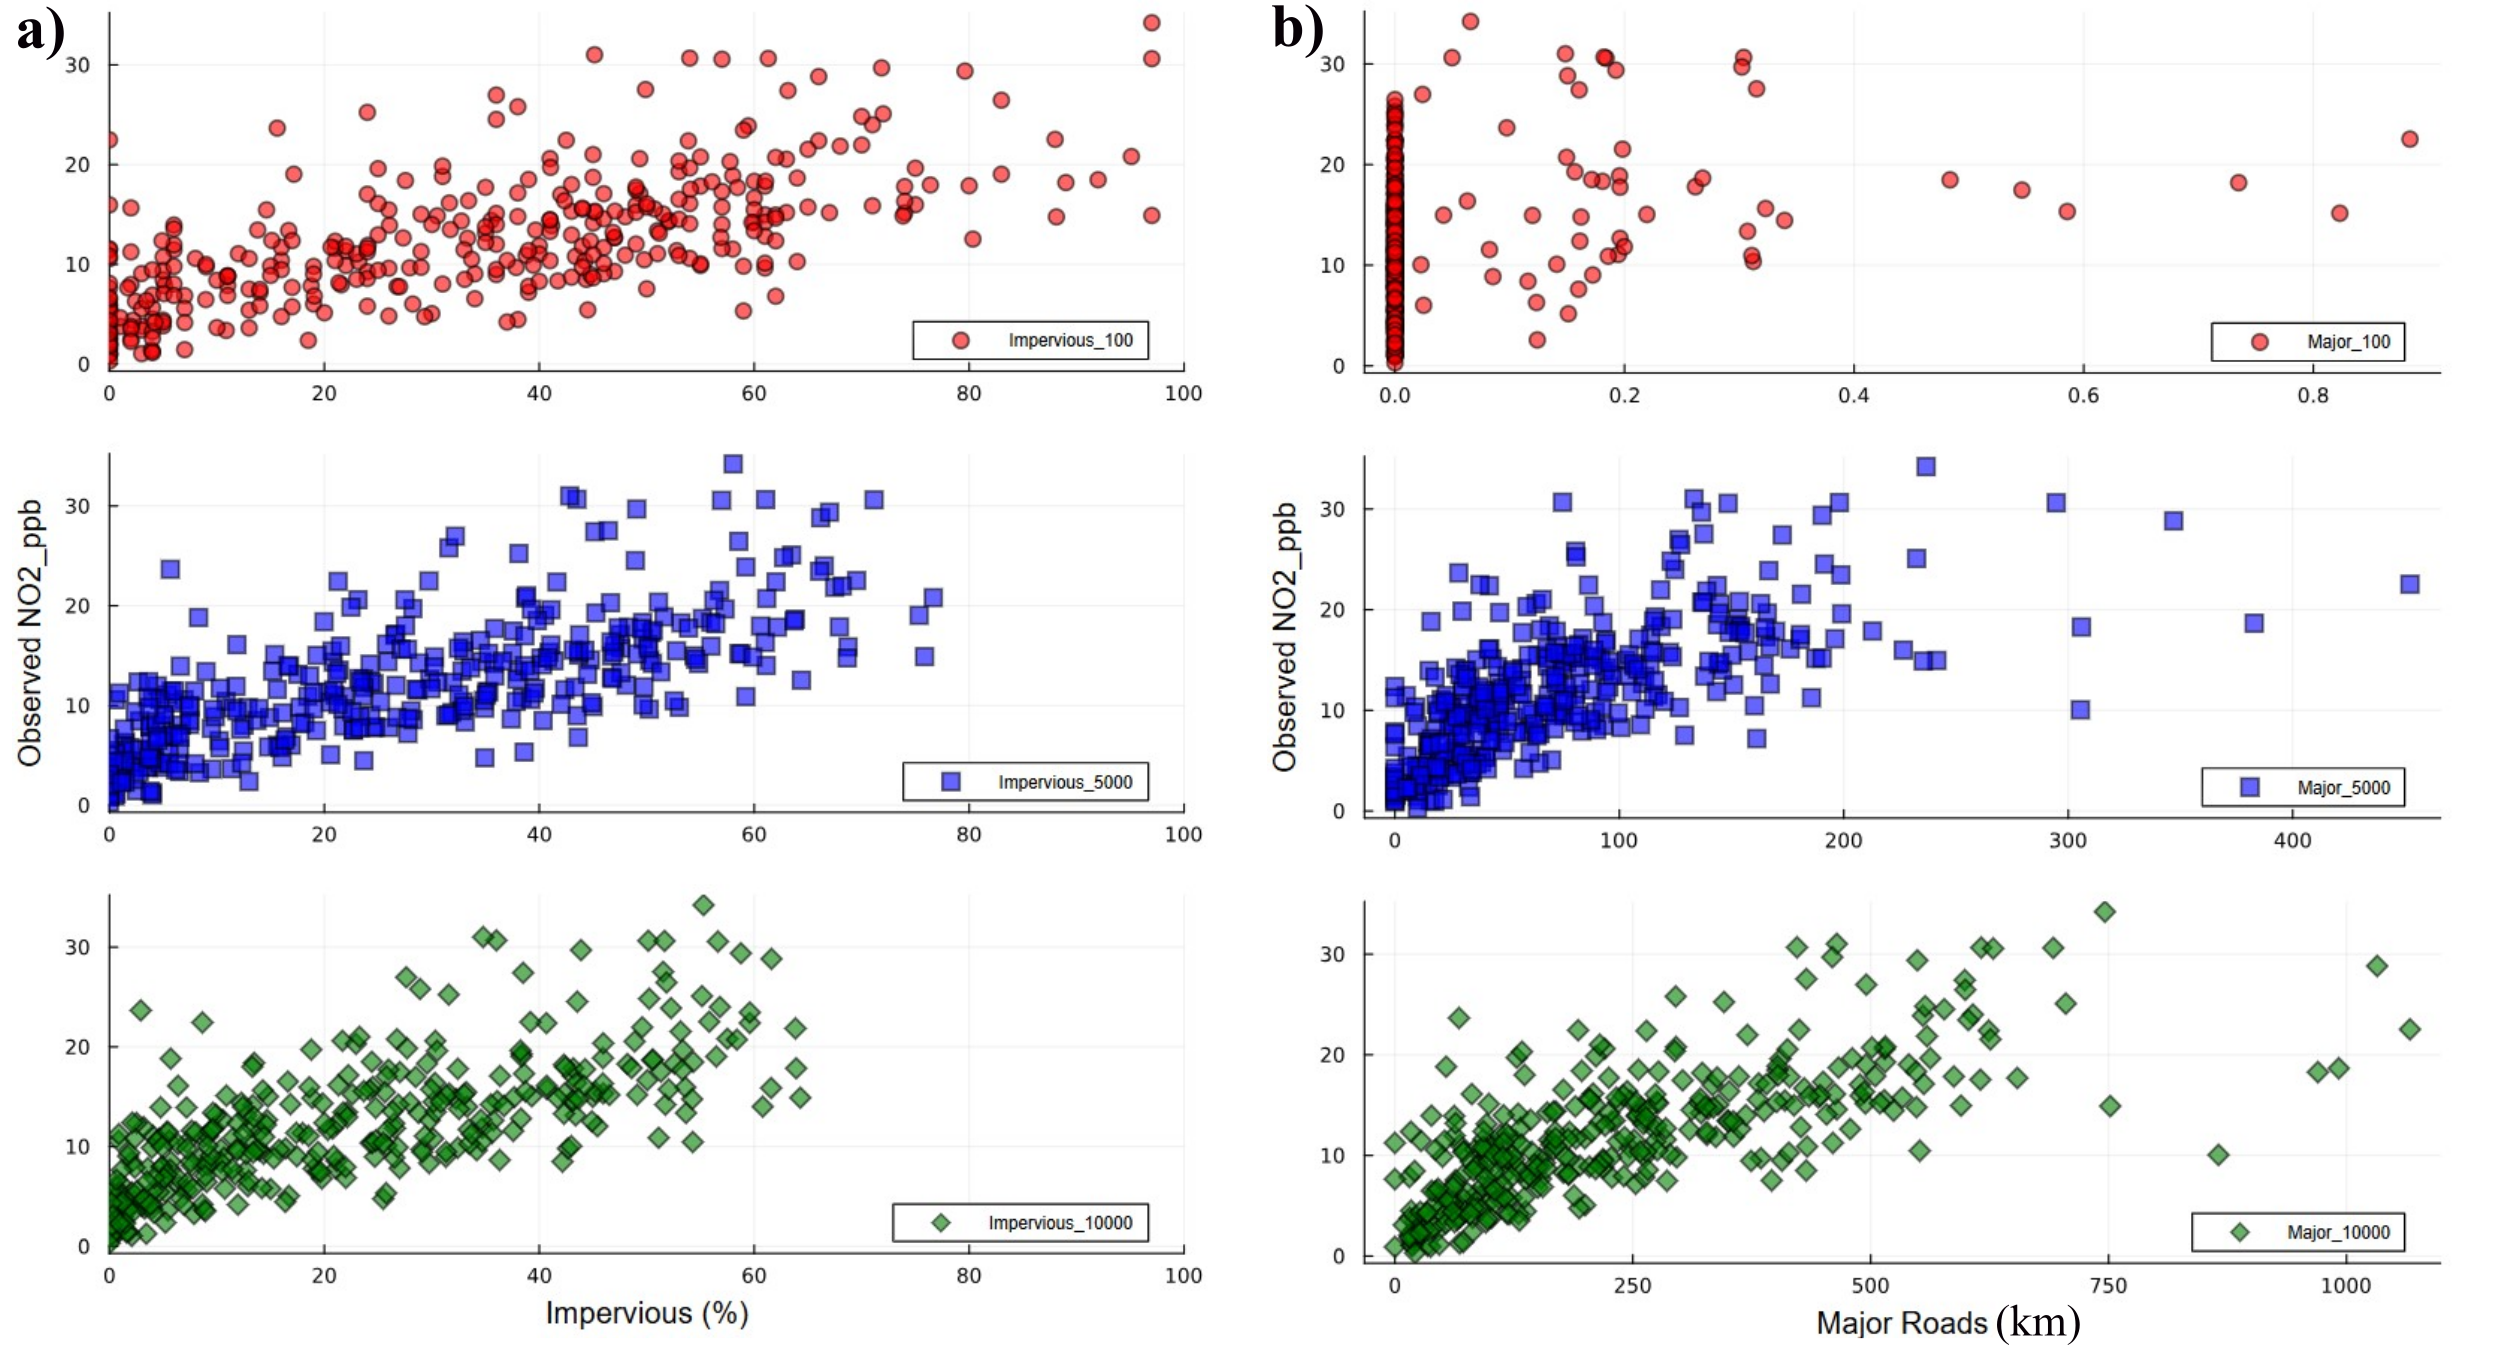 a)
30
20
10
0
Impervious_100
0 20 40 60 80 100
30
20
10
0
Impervious_5000
0 20 40 60 80 100
Observed NO2_ppb
30
20
10
0
Impervious_10000
0 20 40 60 80 100
Impervious (%)
b)
30
20
10
0
Major_100
0.0 0.2 0.4 0.6 0.8
30
20
10
0
Major_5000
0 100 200 300 400
Observed NO2_ppb
30
20
10
0
Major_10000
0 250 500 750 1000
Major Roads (km)